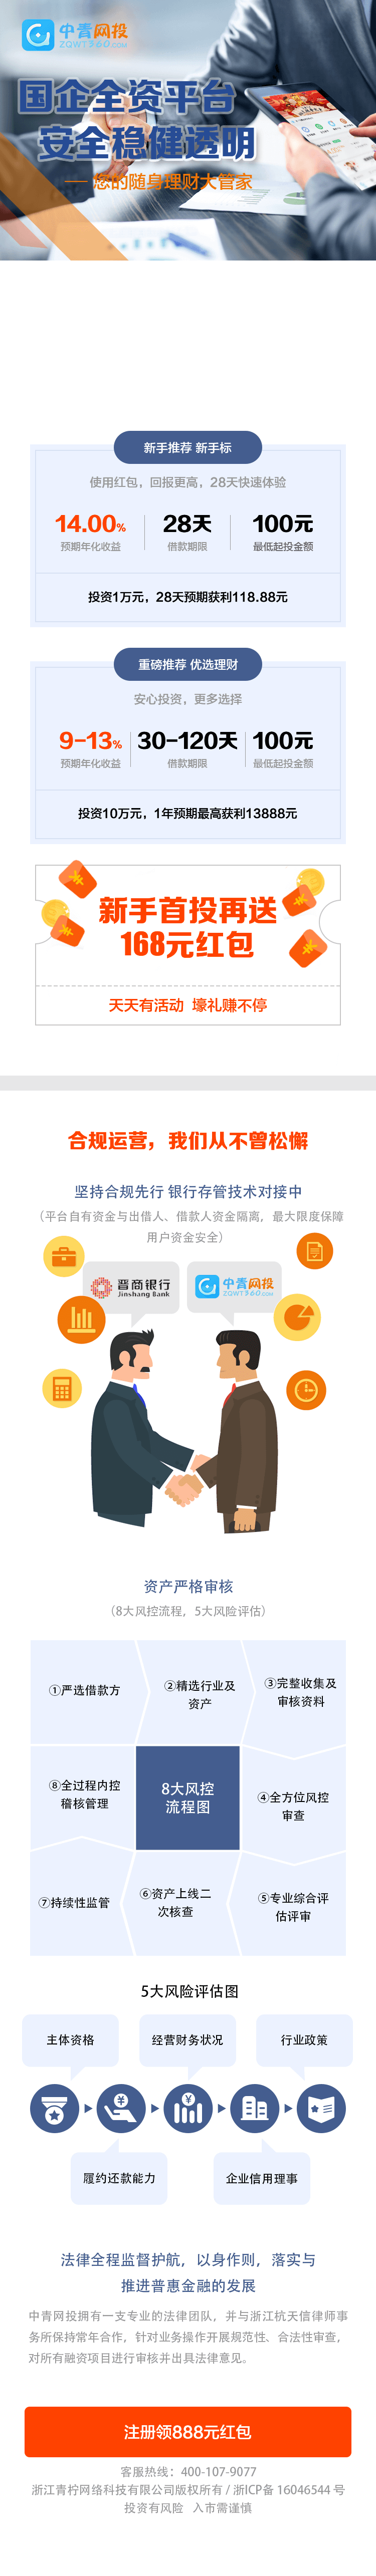 中青网投
ZQWT360.COM
国企全资平台
安全稳健透明
——您的随身理财大管家
新手推荐 新手标
使用红包，回报更高，28天快速体验
14.00% 28天 100元
预期年化收益 借款期限 最低起投金额
投资1万元，28天预期获利118.88元
重磅推荐 优选理财
安心投资，更多选择
9-13% 30-120天 100元
预期年化收益 借款期限 最低起投金额
投资10万元，1年预期最高获利13888元
新手首投再送
168元红包
天天有活动 壕礼赚不停
合规运营，我们从不曾松懈
坚持合规先行 银行存管技术对接中
（平台自有资金与出借人、借款人资金隔离，最大限度保障
用户资金安全）
晋商银行
Jinshang Bank
中青网投
ZQWT360.COM
资产严格审核
（8大风控流程，5大风险评估）
①严选借款方
②精选行业及
资产
③完整收集及
审核资料
⑧全过程内控
稽核管理
8大风控
流程图
④全方位风控
审查
⑦持续性监管
⑥资产上线二
次核查
⑤专业综合评
估评审
5大风险评估图
主体资格 经营财务状况 行业政策
履约还款能力 企业信用理事
法律全程监督护航，以身作则，落实与
推进普惠金融的发展
中青网投拥有一支专业的法律团队，并与浙江杭天信律师事
务所保持常年合作，针对业务操作开展规范性、合法性审查，
对所有融资项目进行审核并出具法律意见。
注册领888元红包
客服热线：400-107-9077
浙江青柠网络科技有限公司版权所有 / 浙ICP备 16046544 号
投资有风险 入市需谨慎